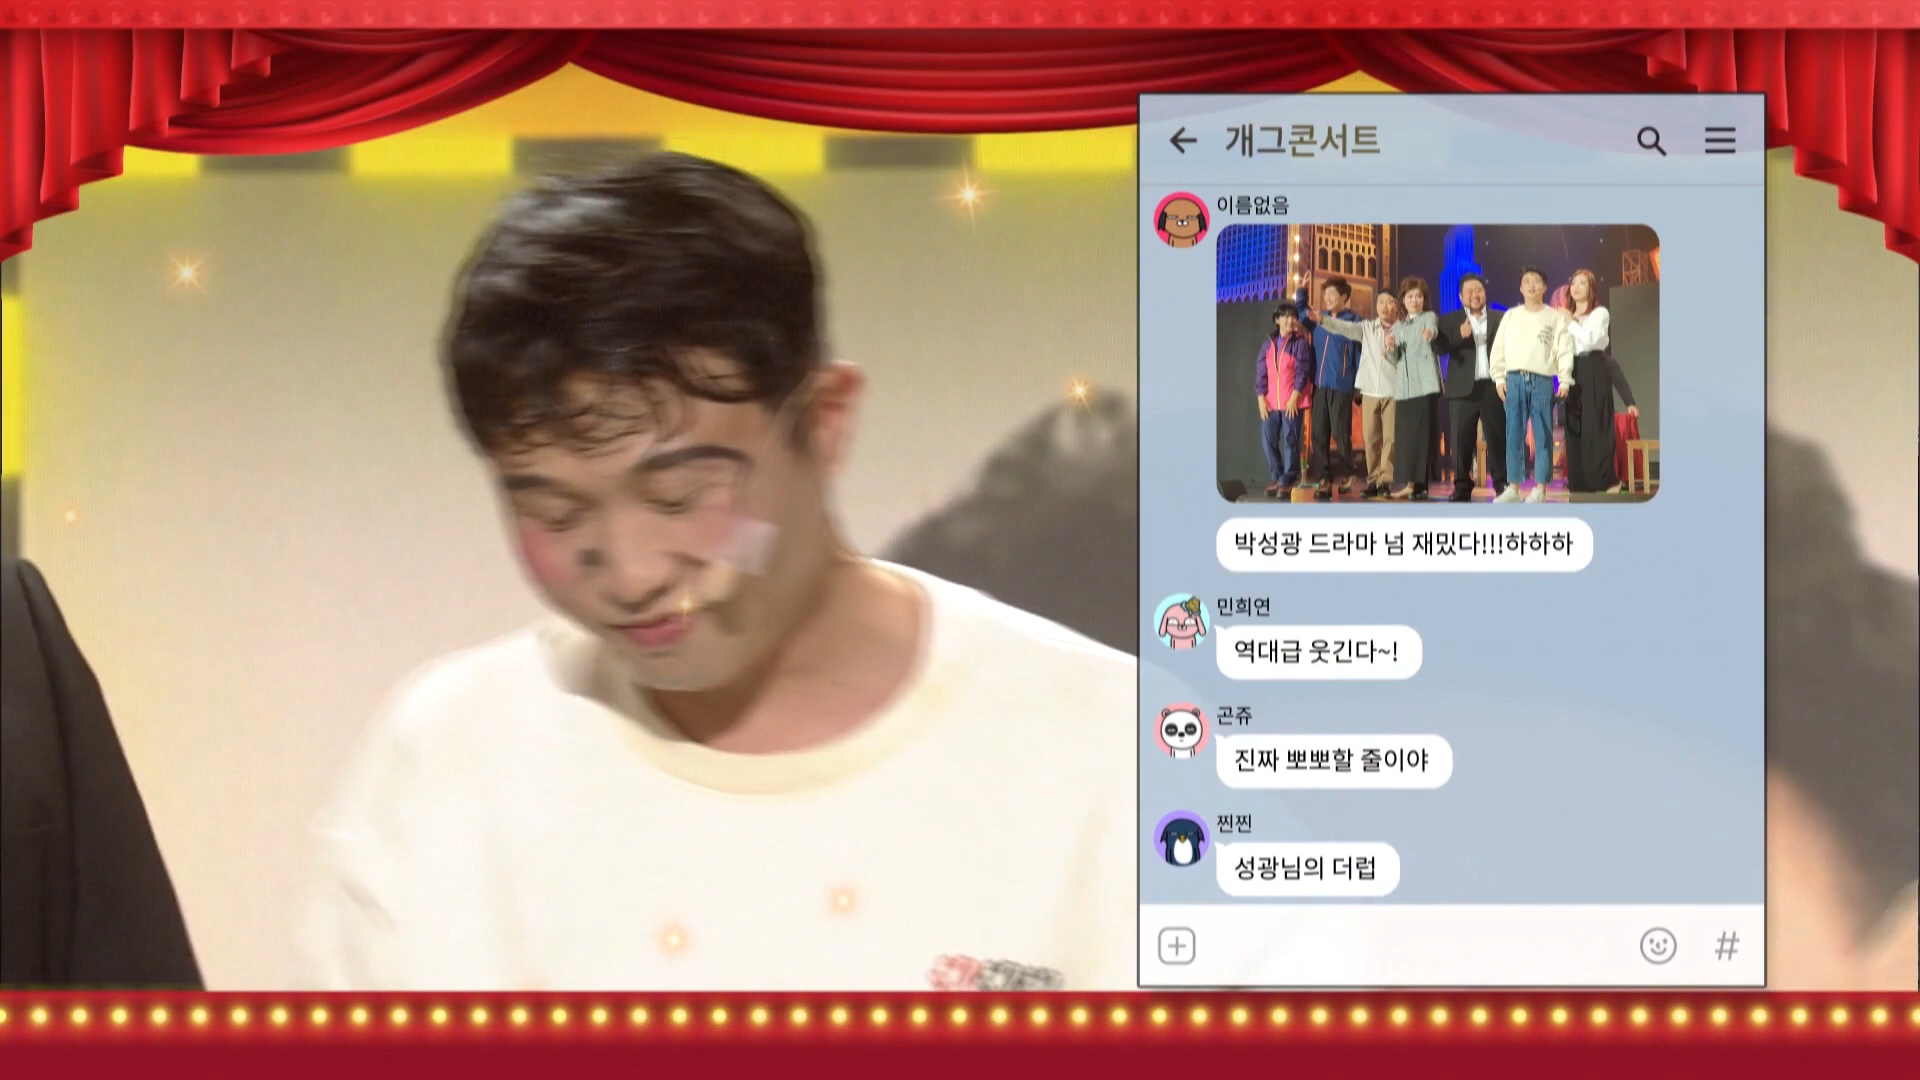 개그콘서트
이름없음
박성광 드라마 넘 재밌다!!!하하하
민희연
역대급 웃긴다~!
곤쥬
진짜 뽀뽀할 줄이야
찐찐
성광님의 더럽